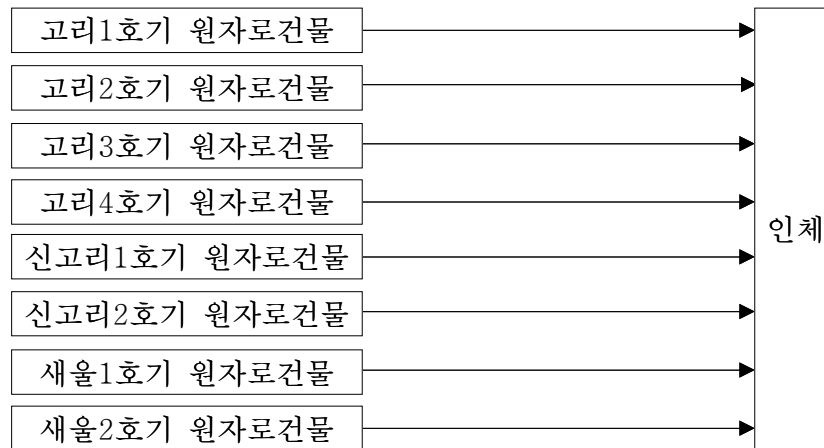 고리1호기 원자로건물
고리2호기 원자로건물
고리3호기 원자로건물
고리4호기 원자로건물
인체
신고리1호기 원자로건물
신고리2호기 원자로건물
새울1호기 원자로건물
새울2호기 원자로건물